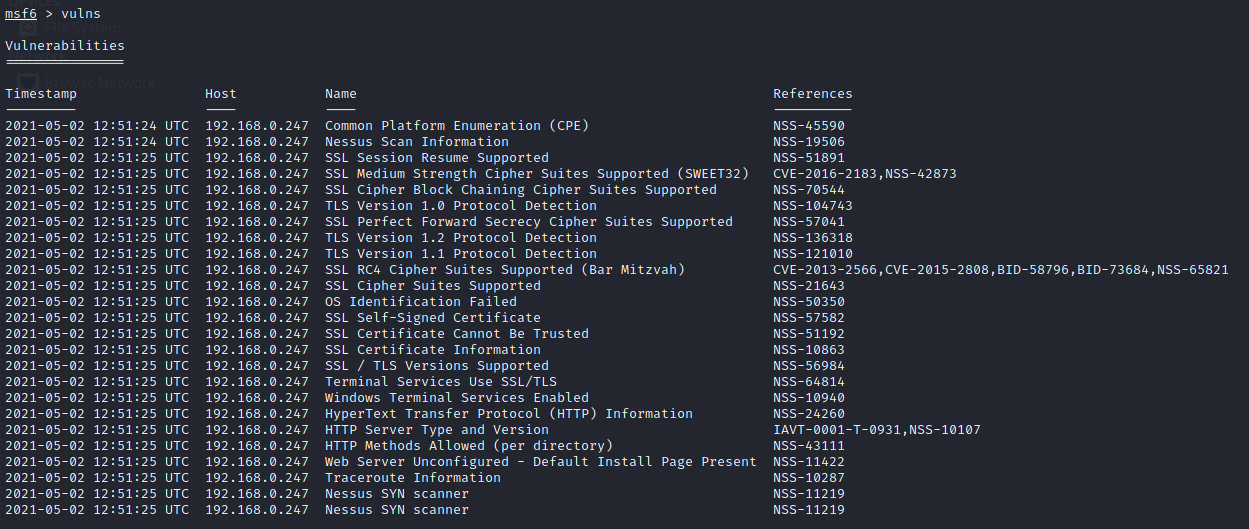 msf6 > vulns
Vulnerabilities
Timestamp Host Name References
2021-05-02 12:51:24 UTC 192.168.0.247 Common Platform Enumeration (CPE) NSS-45590
2021-05-02 12:51:24 UTC 192.168.0.247 Nessus Scan Information NSS-19506
2021-05-02 12:51:25 UTC 192.168.0.247 SSL Session Resume Supported NSS-51891
2021-05-02 12:51:25 UTC 192.168.0.247 SSL Medium Strength Cipher Suites Supported (SWEET32) CVE-2016-2183,NSS-42873
2021-05-02 12:51:25 UTC 192.168.0.247 SSL Cipher Block Chaining Cipher Suites Supported NSS-70544
2021-05-02 12:51:25 UTC 192.168.0.247 TLS Version 1.0 Protocol Detection NSS-104743
2021-05-02 12:51:25 UTC 192.168.0.247 SSL Perfect Forward Secrecy Cipher Suites Supported NSS-57041
2021-05-02 12:51:25 UTC 192.168.0.247 TLS Version 1.2 Protocol Detection NSS-136318
2021-05-02 12:51:25 UTC 192.168.0.247 TLS Version 1.1 Protocol Detection NSS-121010
2021-05-02 12:51:25 UTC 192.168.0.247 SSL RC4 Cipher Suites Supported (Bar Mitzvah) CVE-2013-2566,CVE-2015-2808,BID-58796,BID-73684,NSS-65821
2021-05-02 12:51:25 UTC 192.168.0.247 SSL Cipher Suites Supported NSS-21643
2021-05-02 12:51:25 UTC 192.168.0.247 OS Identification Failed NSS-50350
2021-05-02 12:51:25 UTC 192.168.0.247 SSL Self-Signed Certificate NSS-57582
2021-05-02 12:51:25 UTC 192.168.0.247 SSL Certificate Cannot Be Trusted NSS-51192
2021-05-02 12:51:25 UTC 192.168.0.247 SSL Certificate Information NSS-10863
2021-05-02 12:51:25 UTC 192.168.0.247 SSL / TLS Versions Supported NSS-56984
2021-05-02 12:51:25 UTC 192.168.0.247 Terminal Services Use SSL/TLS NSS-64814
2021-05-02 12:51:25 UTC 192.168.0.247 Windows Terminal Services Enabled NSS-10940
2021-05-02 12:51:25 UTC 192.168.0.247 HyperText Transfer Protocol (HTTP) Information NSS-24260
2021-05-02 12:51:25 UTC 192.168.0.247 HTTP Server Type and Version IAVT-0001-T-0931,NSS-10107
2021-05-02 12:51:25 UTC 192.168.0.247 HTTP Methods Allowed (per directory) NSS-43111
2021-05-02 12:51:25 UTC 192.168.0.247 Web Server Unconfigured - Default Install Page Present NSS-11422
2021-05-02 12:51:25 UTC 192.168.0.247 Traceroute Information NSS-10287
2021-05-02 12:51:25 UTC 192.168.0.247 Nessus SYN scanner NSS-11219
2021-05-02 12:51:25 UTC 192.168.0.247 Nessus SYN scanner NSS-11219
Devices
File System
Network
Browse Network